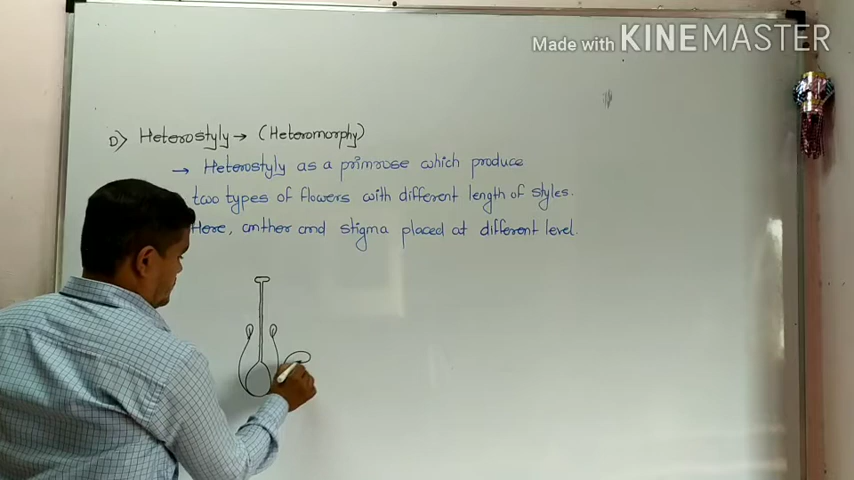 Made with KINEMASTER
D) Heterostyly → (Heteromorphy)
→ Heterostyly as a primrose which produce
two types of flowers with different length of styles.
Here, anther and stigma placed at different level.